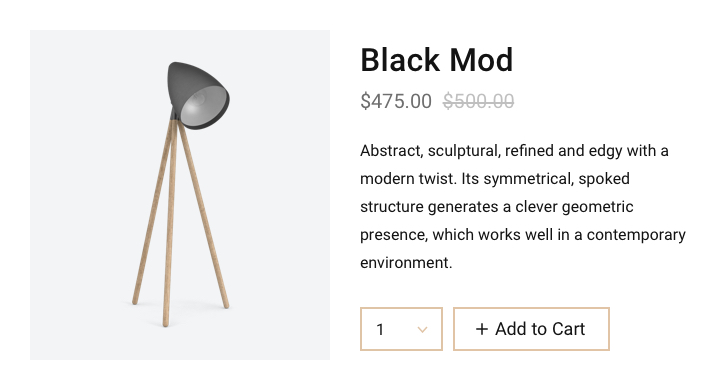 Black Mod
$475.00 $500.00
Abstract, sculptural, refined and edgy with a
modern twist. Its symmetrical, spoked
structure generates a clever geometric
presence, which works well in a contemporary
environment.
1 + Add to Cart